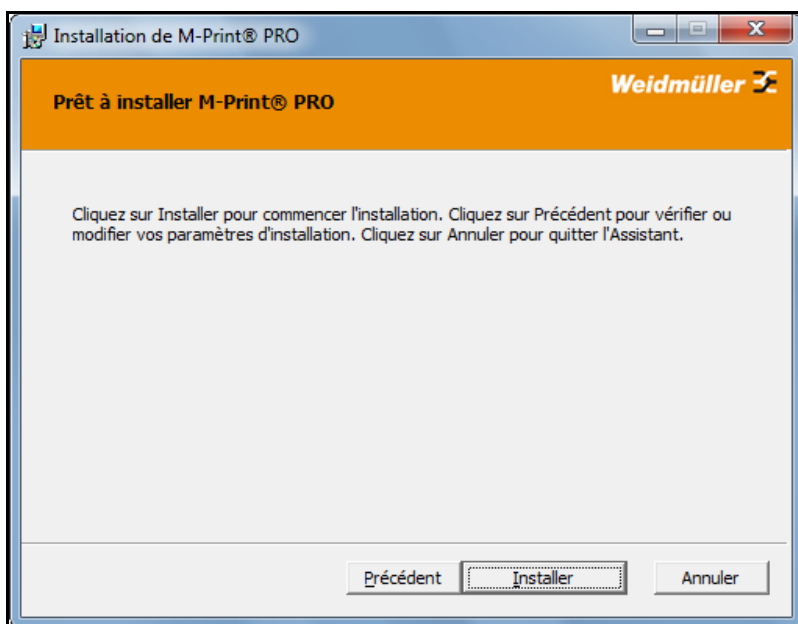 Installation de M-Print® PRO
Weidmüller
Prêt à installer M-Print® PRO
Cliquez sur Installer pour commencer l'installation. Cliquez sur Précédent pour vérifier ou
modifier vos paramètres d'installation. Cliquez sur Annuler pour quitter l'Assistant.
Précédent
Installer
Annuler